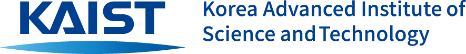 KAIST
Korea Advanced Institute of
Science and Technology